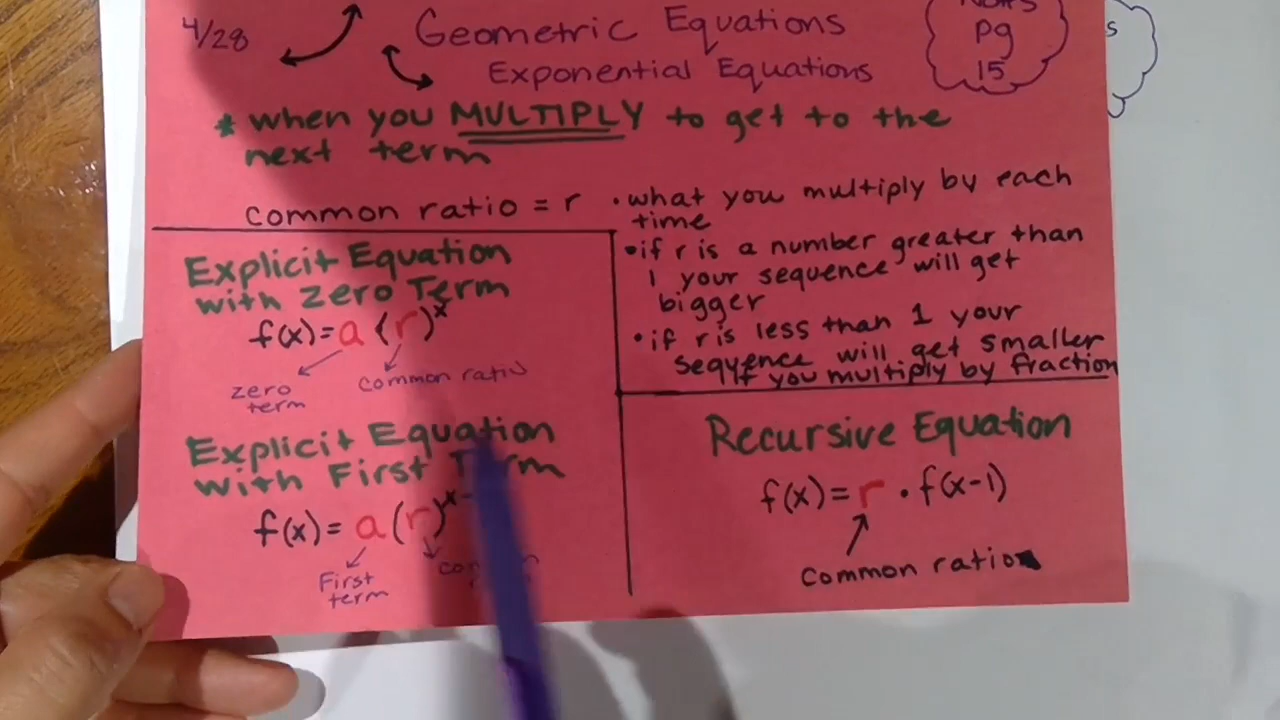 4/28
Geometric Equations
Exponential Equations
Notes
pg
15
s
* when you MULTIPLY to get to the
next term
common ratio = r
• what you multiply by each
time
• if r is a number greater than
1 your sequence will get
bigger
• if r is less than 1 your
sequence will get smaller
If you multiply by fraction
Explicit Equation
with Zero Term
f(x) = a (r)^x
zero
term
common ratio
Explicit Equation
with First Term
f(x) = a (r)^x-
First
term
Recursive Equation
f(x) = r • f(x-1)
Common ratio